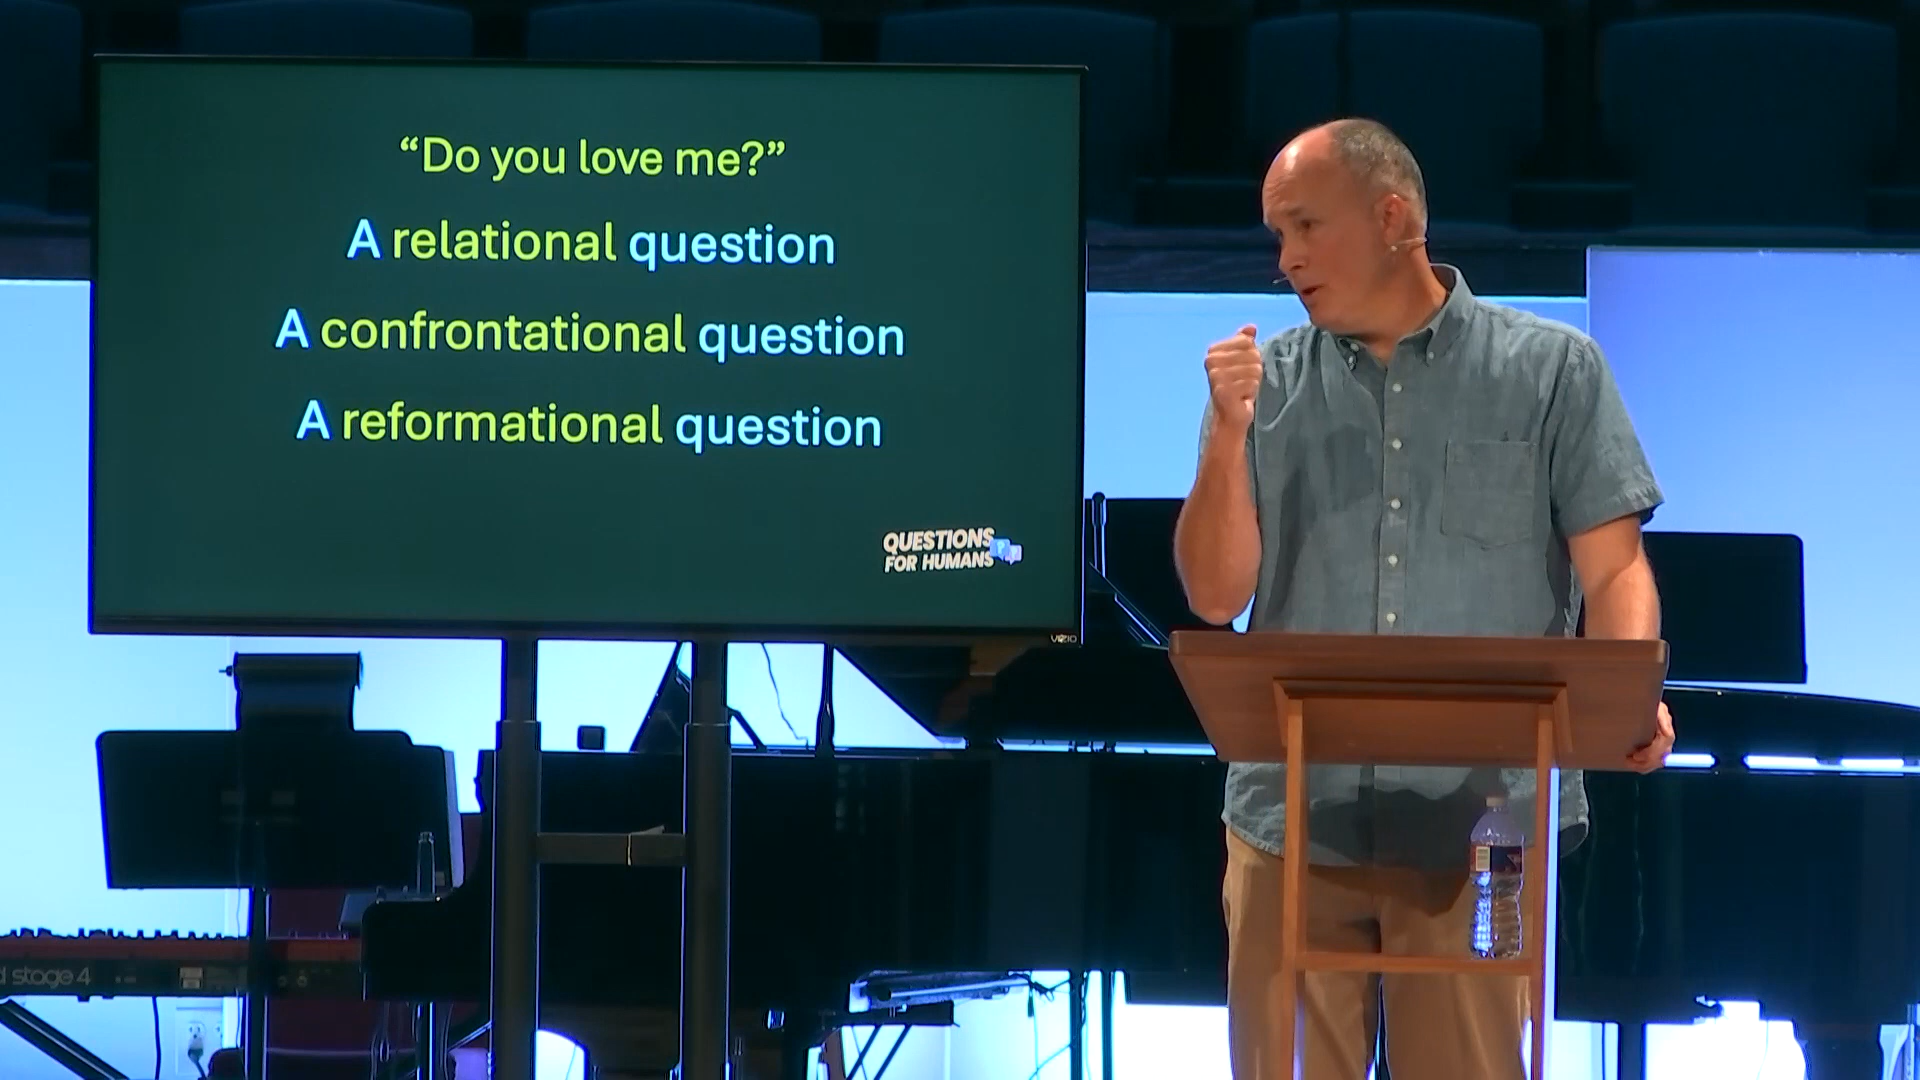 “Do you love me?”
A relational question
A confrontational question
A reformational question
QUESTIONS
FOR HUMANS
VIZIO
stage 4